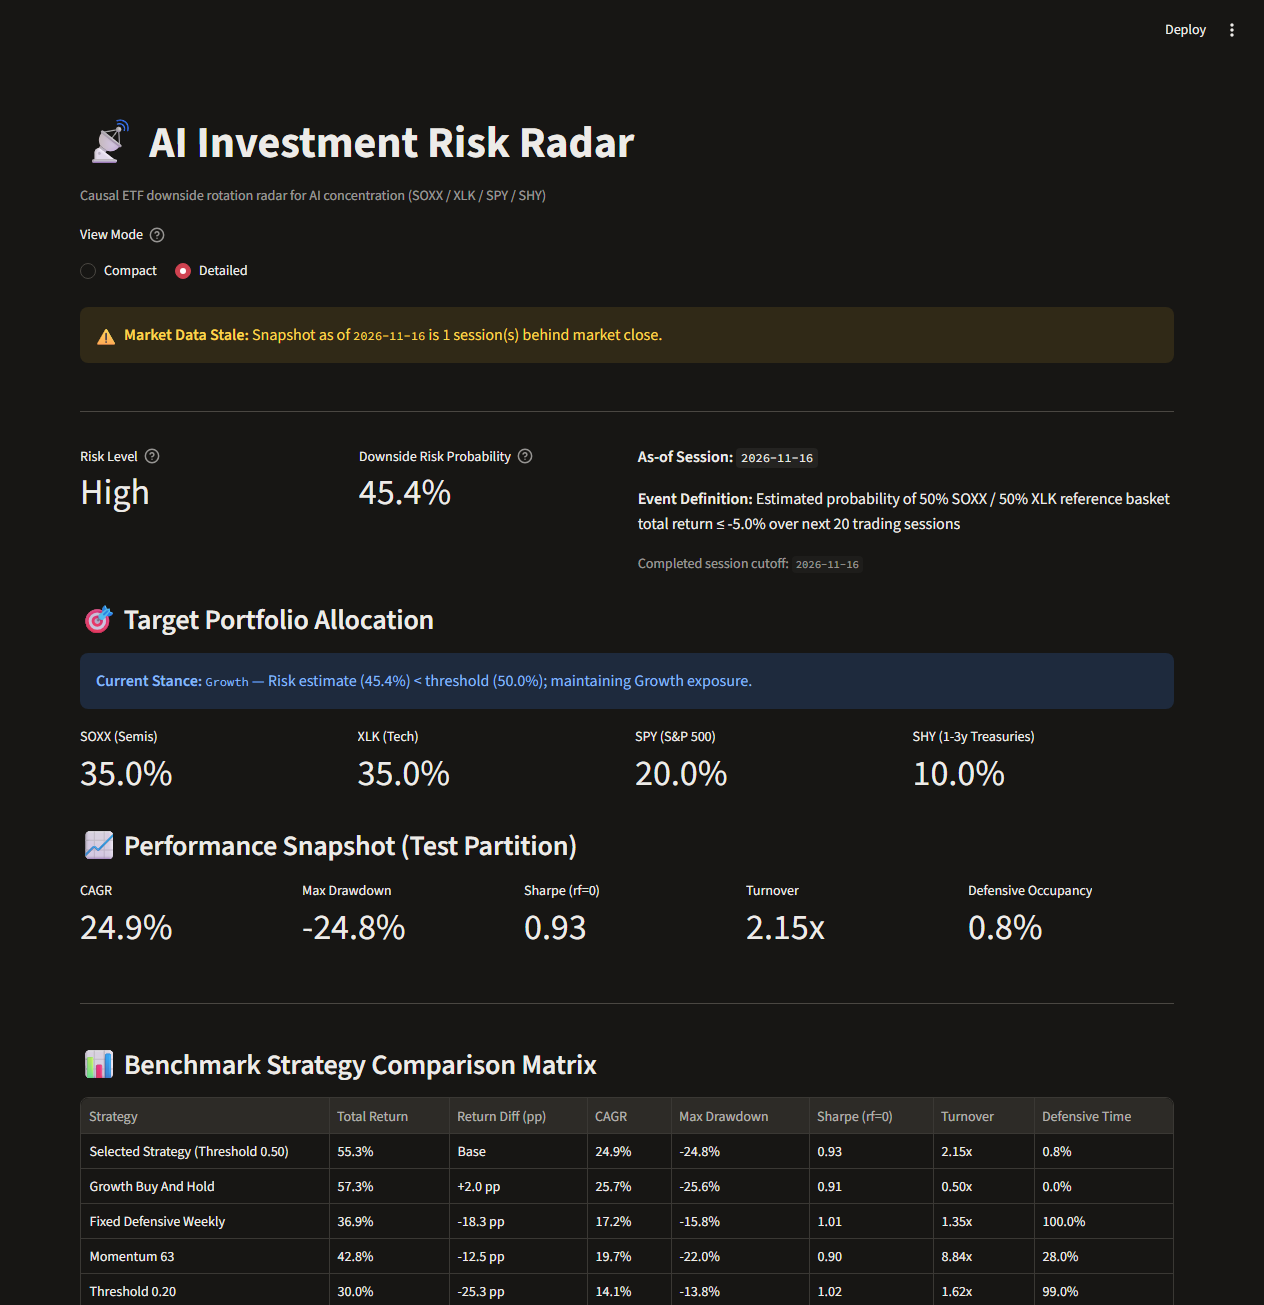 Deploy
AI Investment Risk Radar
Causal ETF downside rotation radar for AI concentration (SOXX / XLK / SPY / SHY)
View Mode
Compact Detailed
Market Data Stale: Snapshot as of 2026-11-16 is 1 session(s) behind market close.
Risk Level Downside Risk Probability As-of Session: 2026-11-16
High 45.4%
Event Definition: Estimated probability of 50% SOXX / 50% XLK reference basket
total return ≤ -5.0% over next 20 trading sessions
Completed session cutoff: 2026-11-16
Target Portfolio Allocation
Current Stance: Growth — Risk estimate (45.4%) < threshold (50.0%); maintaining Growth exposure.
SOXX (Semis) XLK (Tech) SPY (S&P 500) SHY (1-3y Treasuries)
35.0% 35.0% 20.0% 10.0%
Performance Snapshot (Test Partition)
CAGR Max Drawdown Sharpe (rf=0) Turnover Defensive Occupancy
24.9% -24.8% 0.93 2.15x 0.8%
Benchmark Strategy Comparison Matrix
Strategy Total Return Return Diff (pp) CAGR Max Drawdown Sharpe (rf=0) Turnover Defensive Time
Selected Strategy (Threshold 0.50) 55.3% Base 24.9% -24.8% 0.93 2.15x 0.8%
Growth Buy And Hold 57.3% +2.0 pp 25.7% -25.6% 0.91 0.50x 0.0%
Fixed Defensive Weekly 36.9% -18.3 pp 17.2% -15.8% 1.01 1.35x 100.0%
Momentum 63 42.8% -12.5 pp 19.7% -22.0% 0.90 8.84x 28.0%
Threshold 0.20 30.0% -25.3 pp 14.1% -13.8% 1.02 1.62x 99.0%